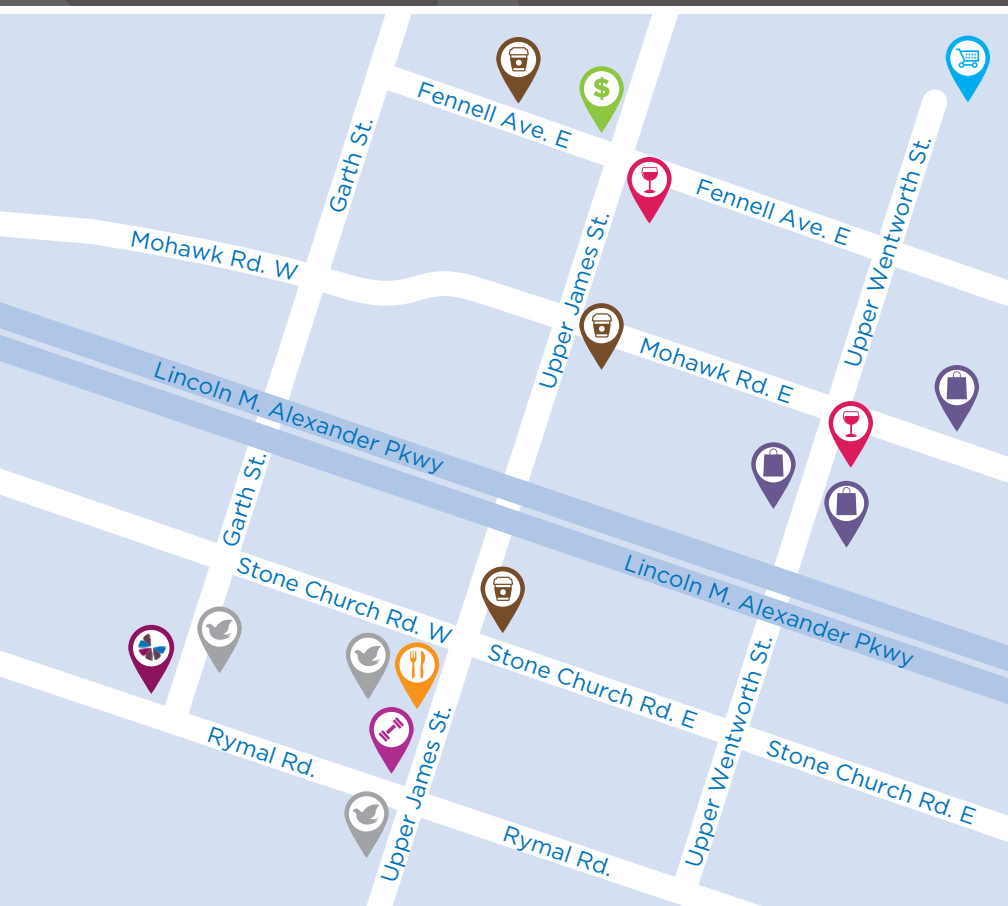 Fennell Ave. E
$
Garth St.
Upper Wentworth St.
Fennell Ave. E
Mohawk Rd. W
Upper James St.
Mohawk Rd. E
Lincoln M. Alexander Pkwy
Garth St.
Stone Church Rd. W
Lincoln M. Alexander Pkwy
Stone Church Rd. E
Upper Wentworth St.
Rymal Rd.
Upper James St.
Stone Church Rd. E
Rymal Rd.